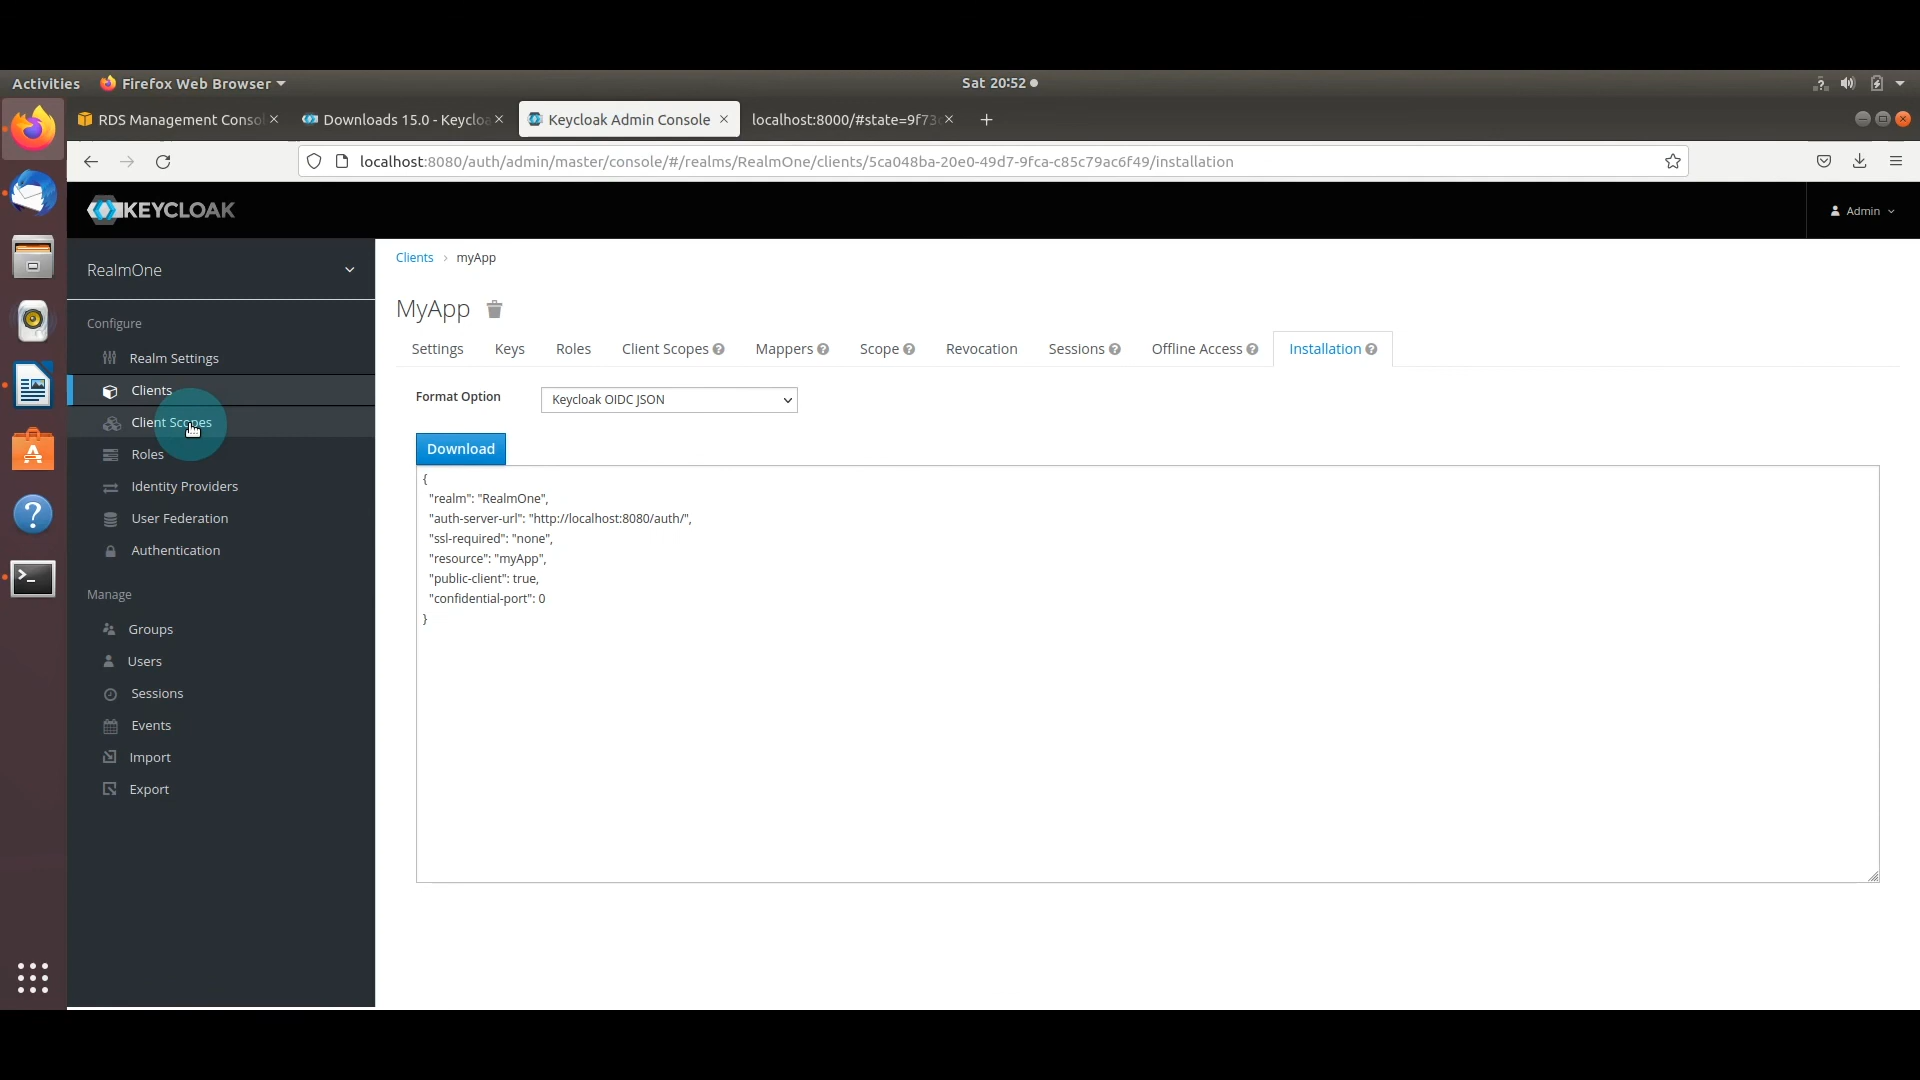 Activities Firefox Web Browser Sat 20:52
RDS Management Consol Downloads 15.0 - Keycloa Keycloak Admin Console localhost:8000/#state=9f73
localhost:8080/auth/admin/master/console/#/realms/RealmOne/clients/5ca048ba-20e0-49d7-9fca-c85c79ac6f49/installation
KEYCLOAK Admin
RealmOne
Configure
Realm Settings
Clients
Client Scopes
Roles
Identity Providers
User Federation
Authentication
Manage
Groups
Users
Sessions
Events
Import
Export
Clients > myApp
MyApp
Settings Keys Roles Client Scopes Mappers Scope Revocation Sessions Offline Access Installation
Format Option Keycloak OIDC JSON
Download
{
"realm": "RealmOne",
"auth-server-url": "http://localhost:8080/auth/",
"ssl-required": "none",
"resource": "myApp",
"public-client": true,
"confidential-port": 0
}